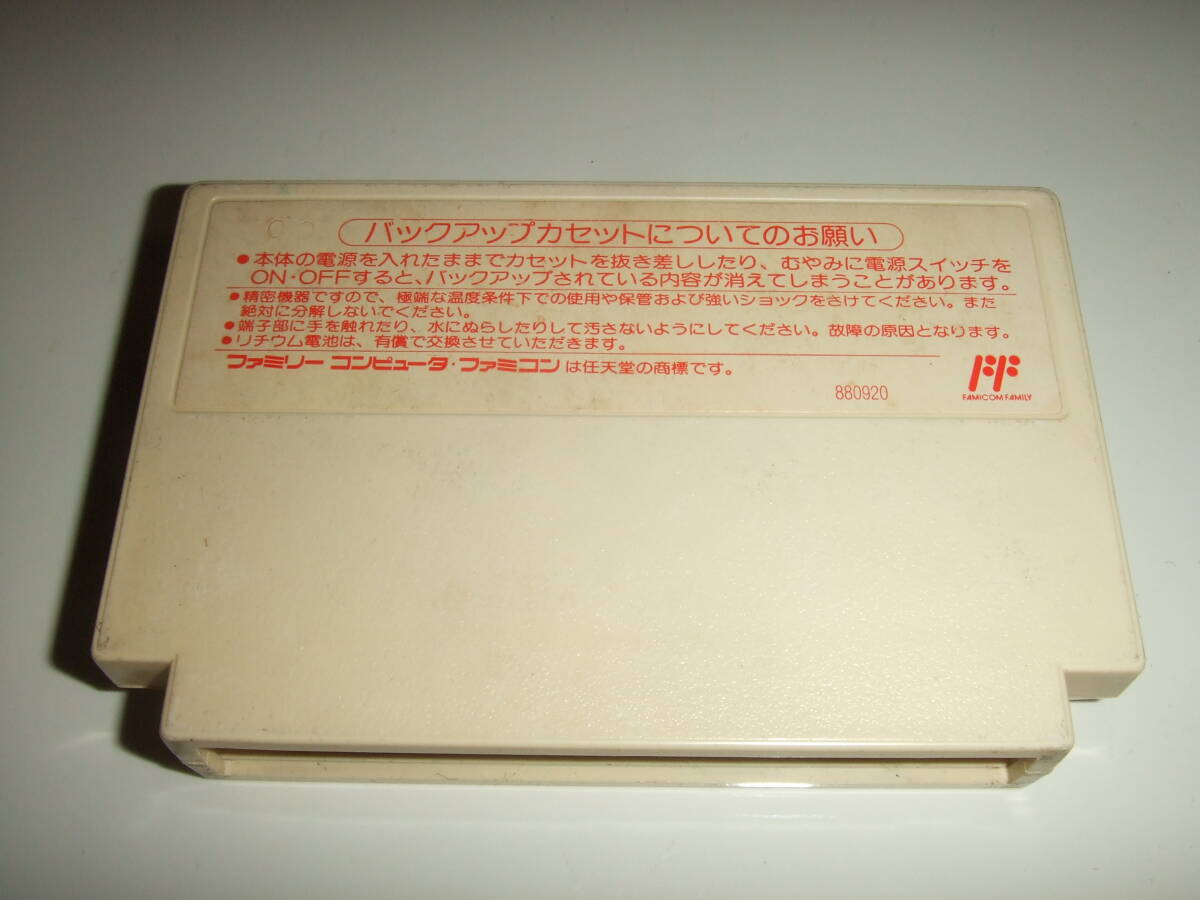 バックアップカセットについてのお願い
●本体の電源を入れたままでカセットを抜き差ししたり、むやみに電源スイッチを
ON・OFFすると、バックアップされている内容が消えてしまうことがあります。
●精密機器ですので、極端な温度条件下での使用や保管および強いショックをさけてください。また
絶対に分解しないでください。
●端子部に手を触れたり、水にぬらしたりして汚さないようにしてください。故障の原因となります。
●リチウム電池は、有償で交換させていただきます。
ファミリーコンピュータ・ファミコンは任天堂の商標です。
880920
FF
FAMICOM FAMILY